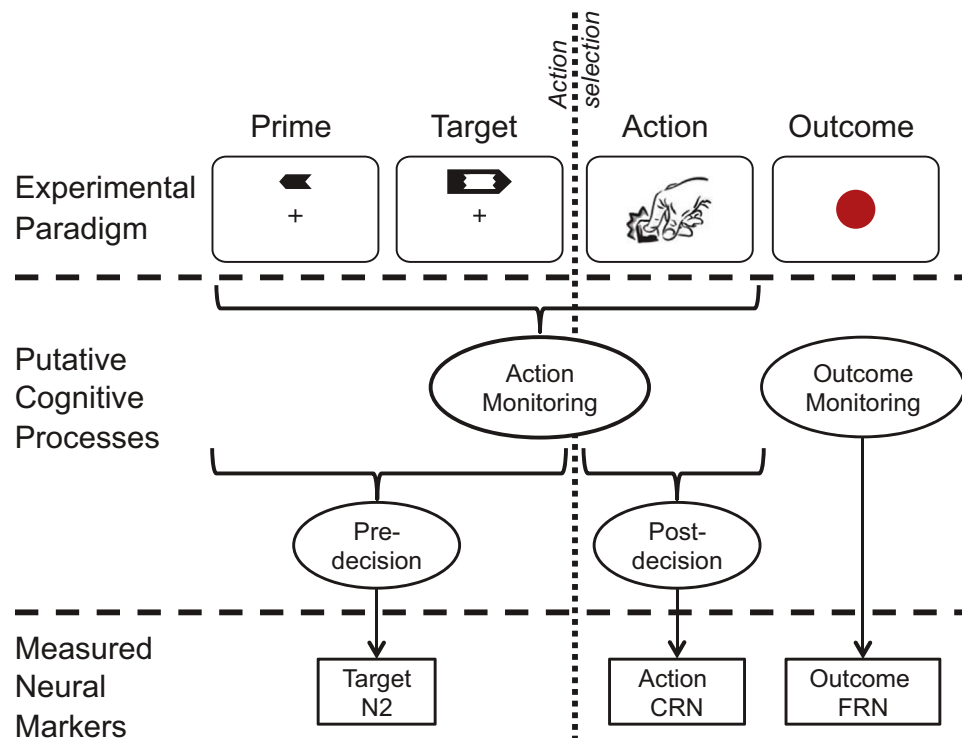 Action
selection
Prime
Target
Action
Outcome
Experimental
Paradigm
+
+
Putative
Cognitive
Processes
Action
Monitoring
Outcome
Monitoring
Pre-
decision
Post-
decision
Measured
Neural
Markers
Target
N2
Action
CRN
Outcome
FRN